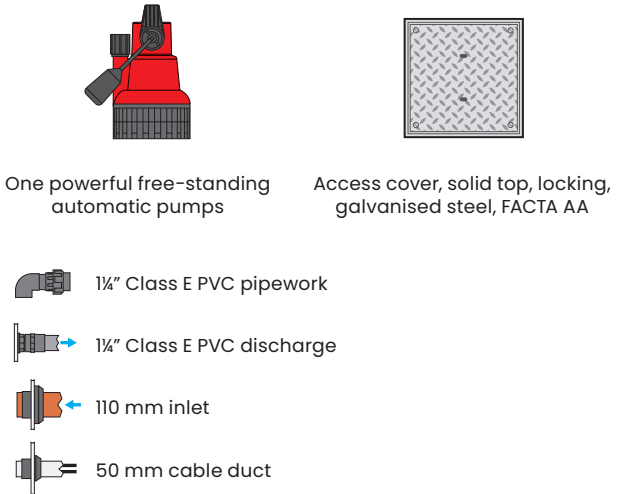 One powerful free-standing
automatic pumps
Access cover, solid top, locking,
galvanised steel, FACTA AA
1¼” Class E PVC pipework
1¼” Class E PVC discharge
110 mm inlet
50 mm cable duct